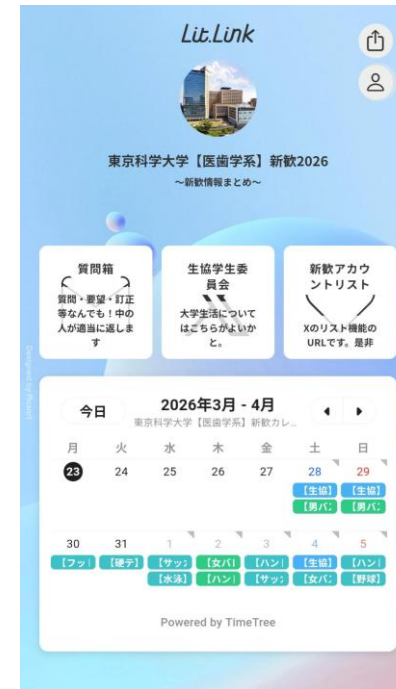 Lit.Link
東京科学大学【医歯学系】新歓2026
〜新歓情報まとめ〜
質問箱
質問・要望・訂正
等なんでも！中の
人が適当に返しま
す
生協学生委
員会
大学生活について
はこちらがよいか
と。
新歓アカウ
ントリスト
Xのリスト機能の
URLです。是非
今日
2026年3月 - 4月
東京科学大学【医歯学系】新歓カレ...
月 火 水 木 金 土 日
23 24 25 26 27 28 29
【生協】 【生協】
【男バ 【男バ
30 31 1 2 3 4 5
【フッ 【硬テ】 【サッ 【女バ 【ハン 【生協】 【ハン
【水泳】 【ハン 【サッ 【女バ 【野球】
Powered by TimeTree